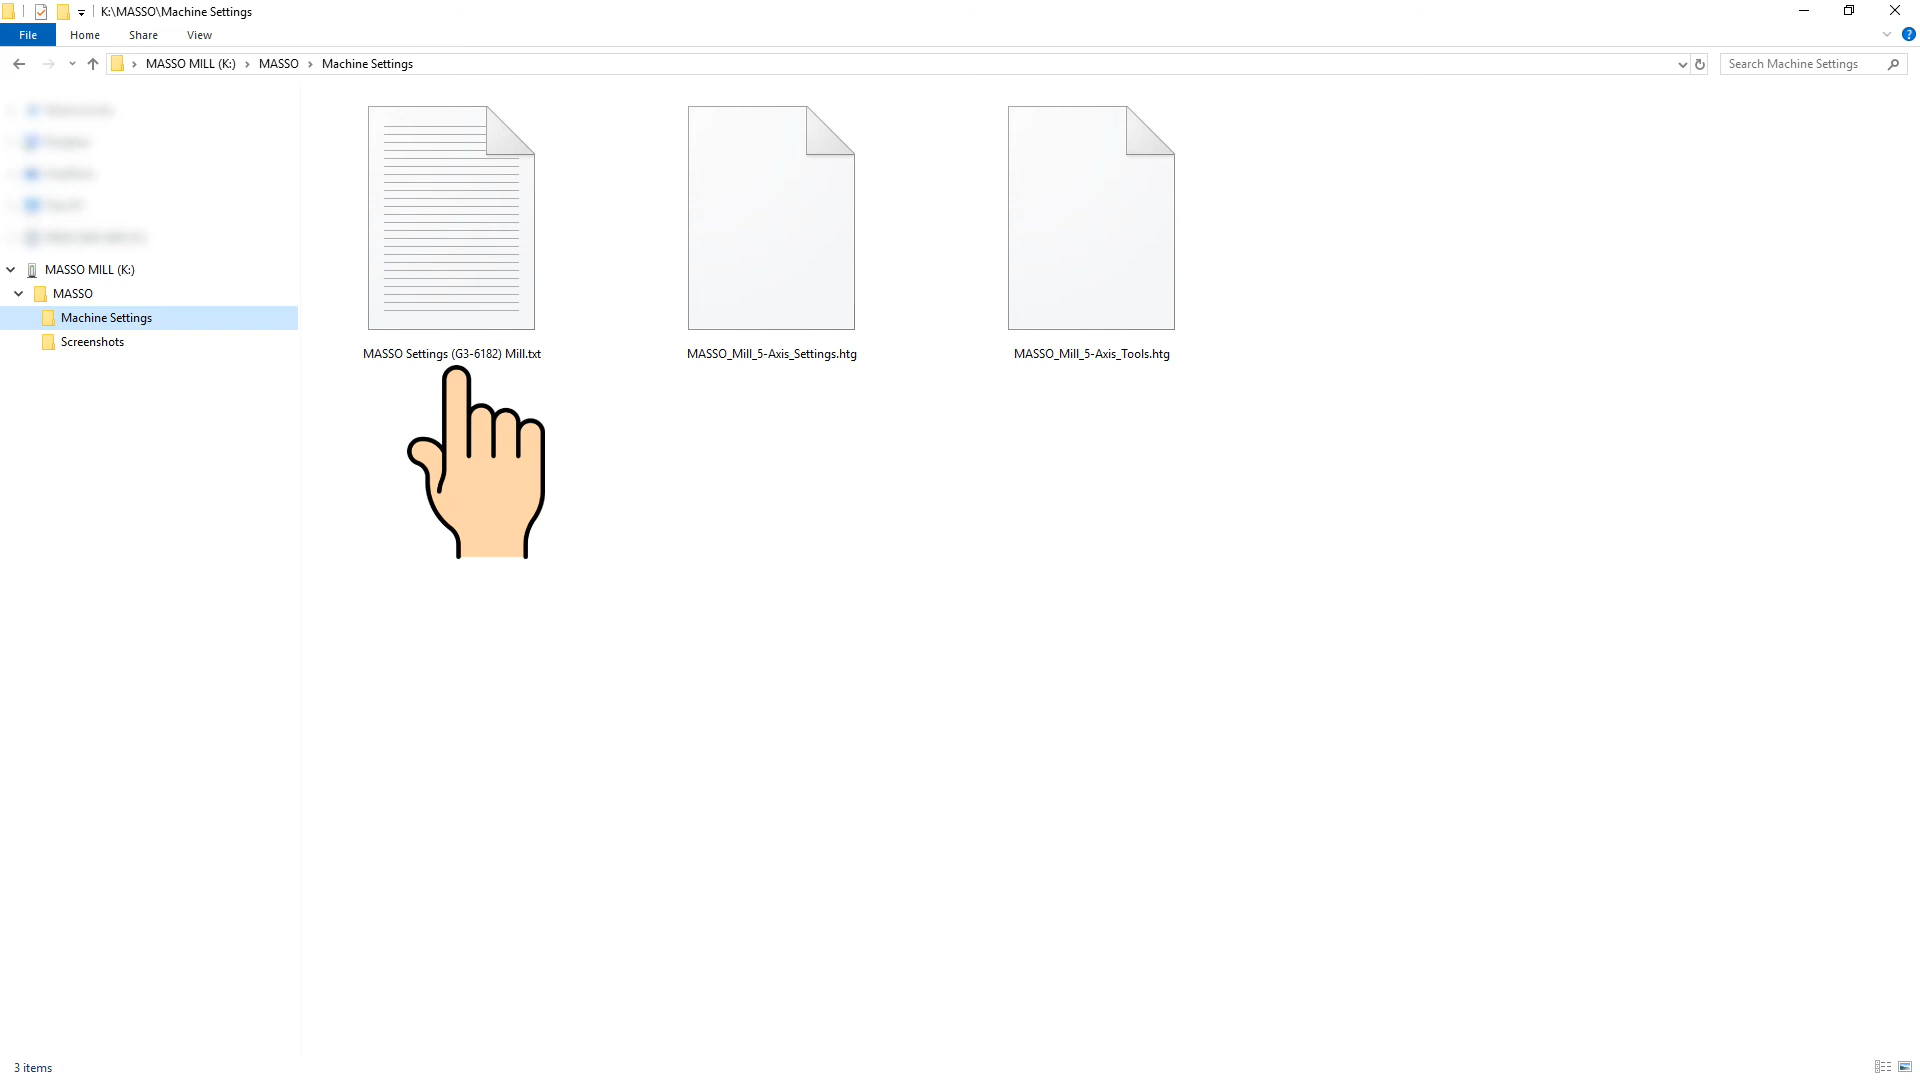 K:\MASSO\Machine Settings
File Home Share View
MASSO MILL (K:) MASSO Machine Settings
Search Machine Settings
MASSO MILL (K:)
MASSO
Machine Settings
Screenshots
MASSO Settings (G3-6182) Mill.txt
MASSO_Mill_5-Axis_Settings.htg
MASSO_Mill_5-Axis_Tools.htg
3 items